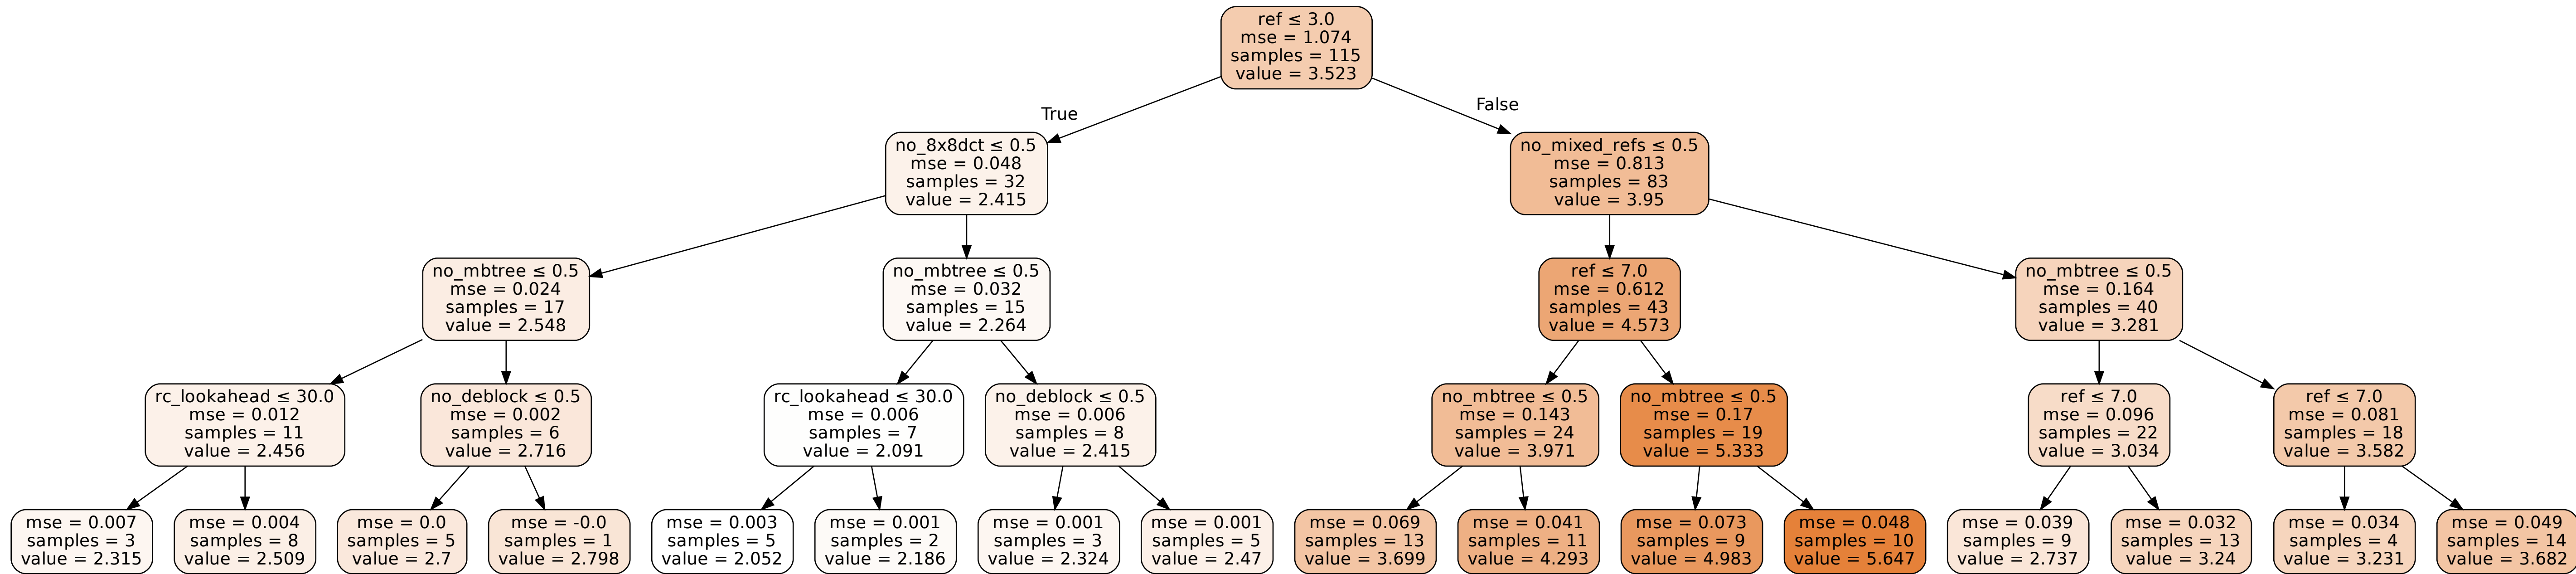 ref ≤ 3.0
mse = 1.074
samples = 115
value = 3.523
True
False
no_8x8dct ≤ 0.5
mse = 0.048
samples = 32
value = 2.415
no_mixed_refs ≤ 0.5
mse = 0.813
samples = 83
value = 3.95
no_mbtree ≤ 0.5
mse = 0.024
samples = 17
value = 2.548
no_mbtree ≤ 0.5
mse = 0.032
samples = 15
value = 2.264
ref ≤ 7.0
mse = 0.612
samples = 43
value = 4.573
no_mbtree ≤ 0.5
mse = 0.164
samples = 40
value = 3.281
rc_lookahead ≤ 30.0
mse = 0.012
samples = 11
value = 2.456
no_deblock ≤ 0.5
mse = 0.002
samples = 6
value = 2.716
rc_lookahead ≤ 30.0
mse = 0.006
samples = 7
value = 2.091
no_deblock ≤ 0.5
mse = 0.006
samples = 8
value = 2.415
no_mbtree ≤ 0.5
mse = 0.143
samples = 24
value = 3.971
no_mbtree ≤ 0.5
mse = 0.17
samples = 19
value = 5.333
ref ≤ 7.0
mse = 0.096
samples = 22
value = 3.034
ref ≤ 7.0
mse = 0.081
samples = 18
value = 3.582
mse = 0.007
samples = 3
value = 2.315
mse = 0.004
samples = 8
value = 2.509
mse = 0.0
samples = 5
value = 2.7
mse = -0.0
samples = 1
value = 2.798
mse = 0.003
samples = 5
value = 2.052
mse = 0.001
samples = 2
value = 2.186
mse = 0.001
samples = 3
value = 2.324
mse = 0.001
samples = 5
value = 2.47
mse = 0.069
samples = 13
value = 3.699
mse = 0.041
samples = 11
value = 4.293
mse = 0.073
samples = 9
value = 4.983
mse = 0.048
samples = 10
value = 5.647
mse = 0.039
samples = 9
value = 2.737
mse = 0.032
samples = 13
value = 3.24
mse = 0.034
samples = 4
value = 3.231
mse = 0.049
samples = 14
value = 3.682